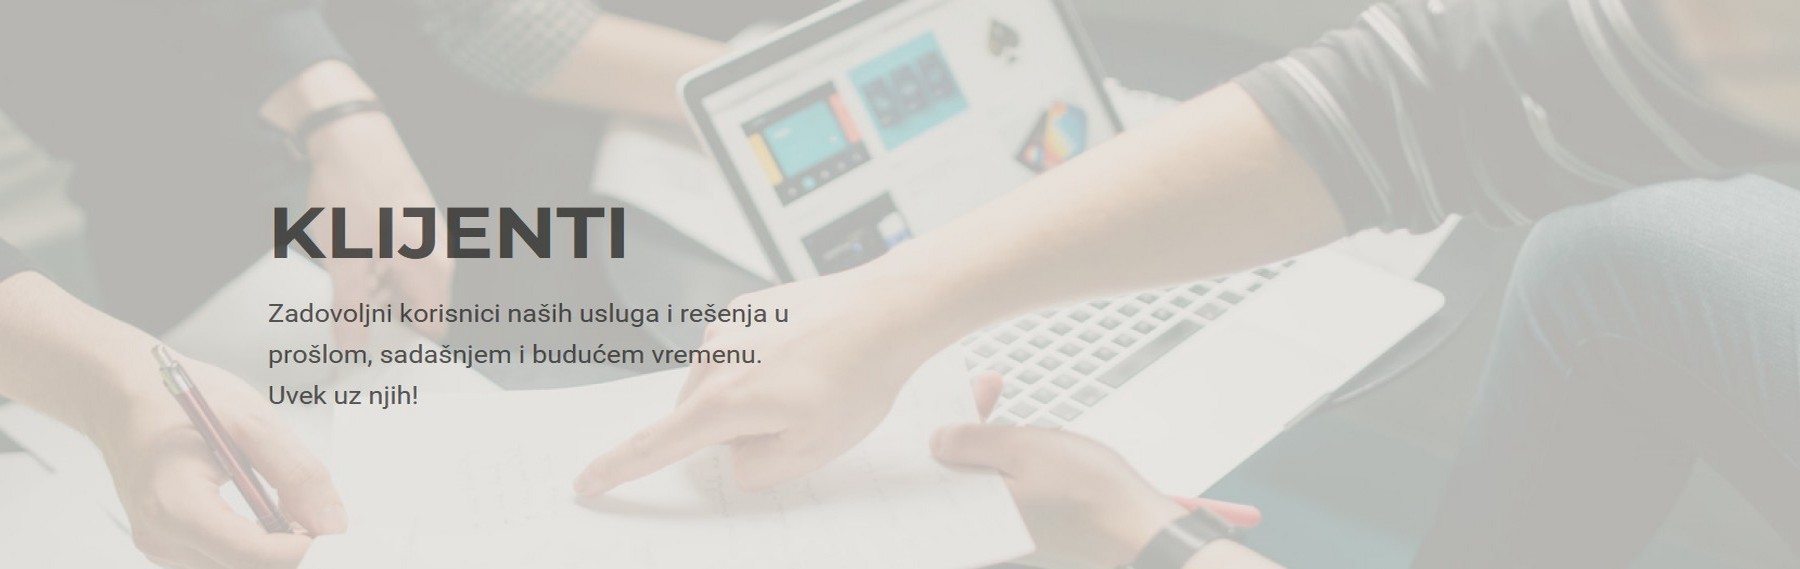 KLIJENTI
Zadovoljni korisnici naših usluga i rešenja u
prošlom, sadašnjem i budućem vremenu.
Uvek uz njih!